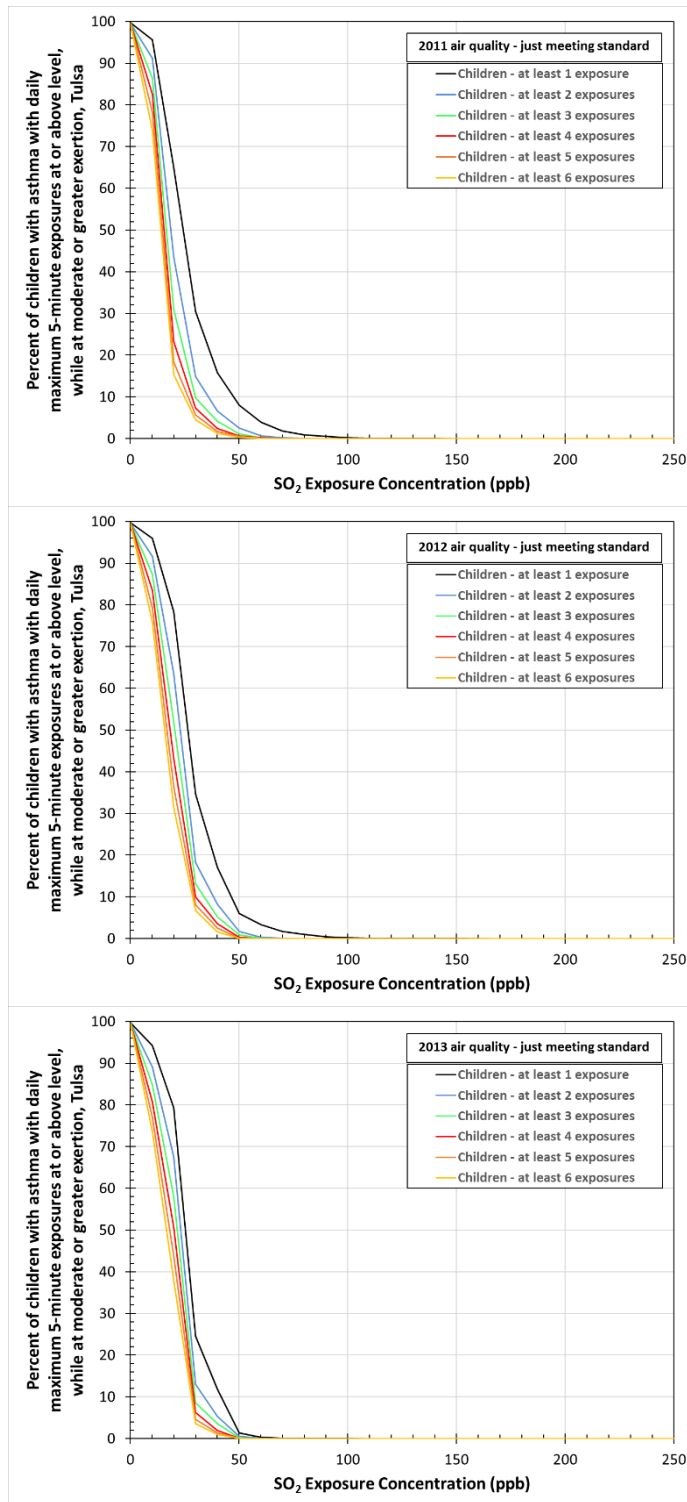 2011 air quality - just meeting standard
Children - at least 1 exposure
Children - at least 2 exposures
Children - at least 3 exposures
Children - at least 4 exposures
Children - at least 5 exposures
Children - at least 6 exposures
Percent of children with asthma with daily
maximum 5-minute exposures at or above level,
while at moderate or greater exertion, Tulsa
100
90
80
70
60
50
40
30
20
10
0
0
50
100
150
200
250
SO₂ Exposure Concentration (ppb)
2012 air quality - just meeting standard
Children - at least 1 exposure
Children - at least 2 exposures
Children - at least 3 exposures
Children - at least 4 exposures
Children - at least 5 exposures
Children - at least 6 exposures
Percent of children with asthma with daily
maximum 5-minute exposures at or above level,
while at moderate or greater exertion, Tulsa
100
90
80
70
60
50
40
30
20
10
0
0
50
100
150
200
250
SO₂ Exposure Concentration (ppb)
2013 air quality - just meeting standard
Children - at least 1 exposure
Children - at least 2 exposures
Children - at least 3 exposures
Children - at least 4 exposures
Children - at least 5 exposures
Children - at least 6 exposures
Percent of children with asthma with daily
maximum 5-minute exposures at or above level,
while at moderate or greater exertion, Tulsa
100
90
80
70
60
50
40
30
20
10
0
0
50
100
150
200
250
SO₂ Exposure Concentration (ppb)